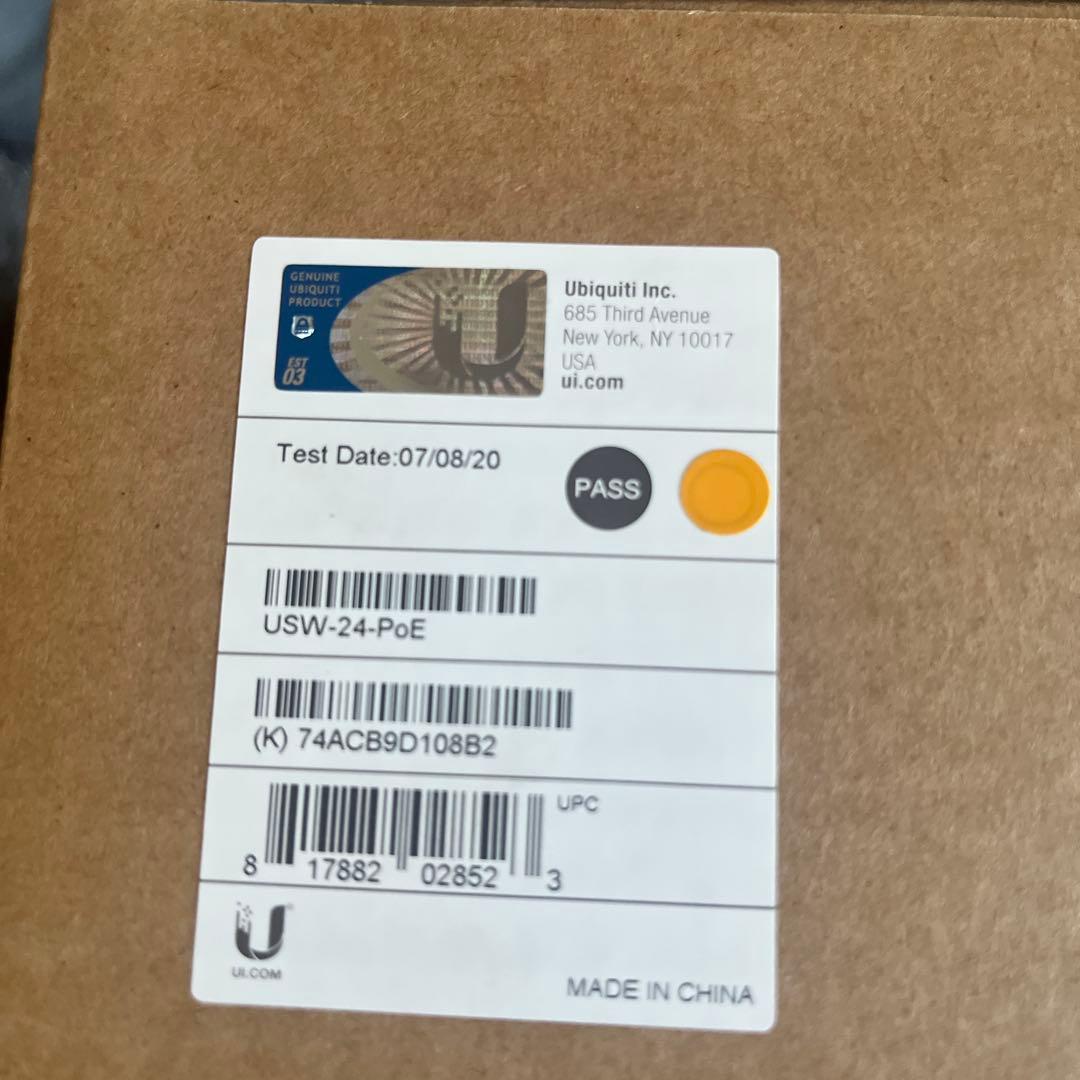 GENUINE
UBIQUITI
PRODUCT
EST
03
Ubiquiti Inc.
685 Third Avenue
New York, NY 10017
USA
ui.com
Test Date:07/08/20
PASS
USW-24-PoE
(K) 74ACB9D108B2
UPC
8 17882 02852 3
U
UI.COM
MADE IN CHINA